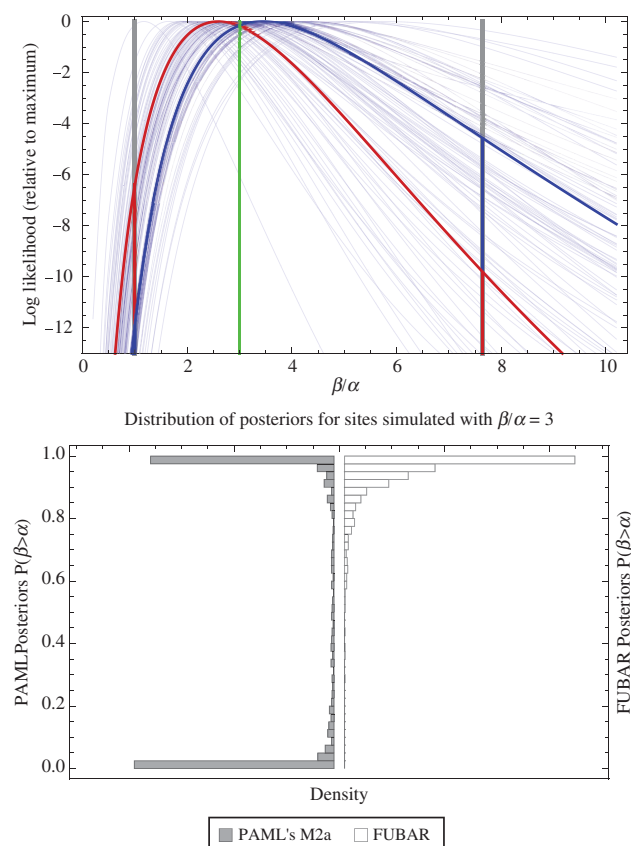 0
−2
−4
−6
−8
−10
−12
Log likelihood (relative to maximum)
0 2 4 6 8 10
β/α
Distribution of posteriors for sites simulated with β/α = 3
1.0
0.8
0.6
0.4
0.2
0.0
PAMLPosteriors P(β>α)
FUBAR Posteriors P(β>α)
Density
PAML's M2a FUBAR